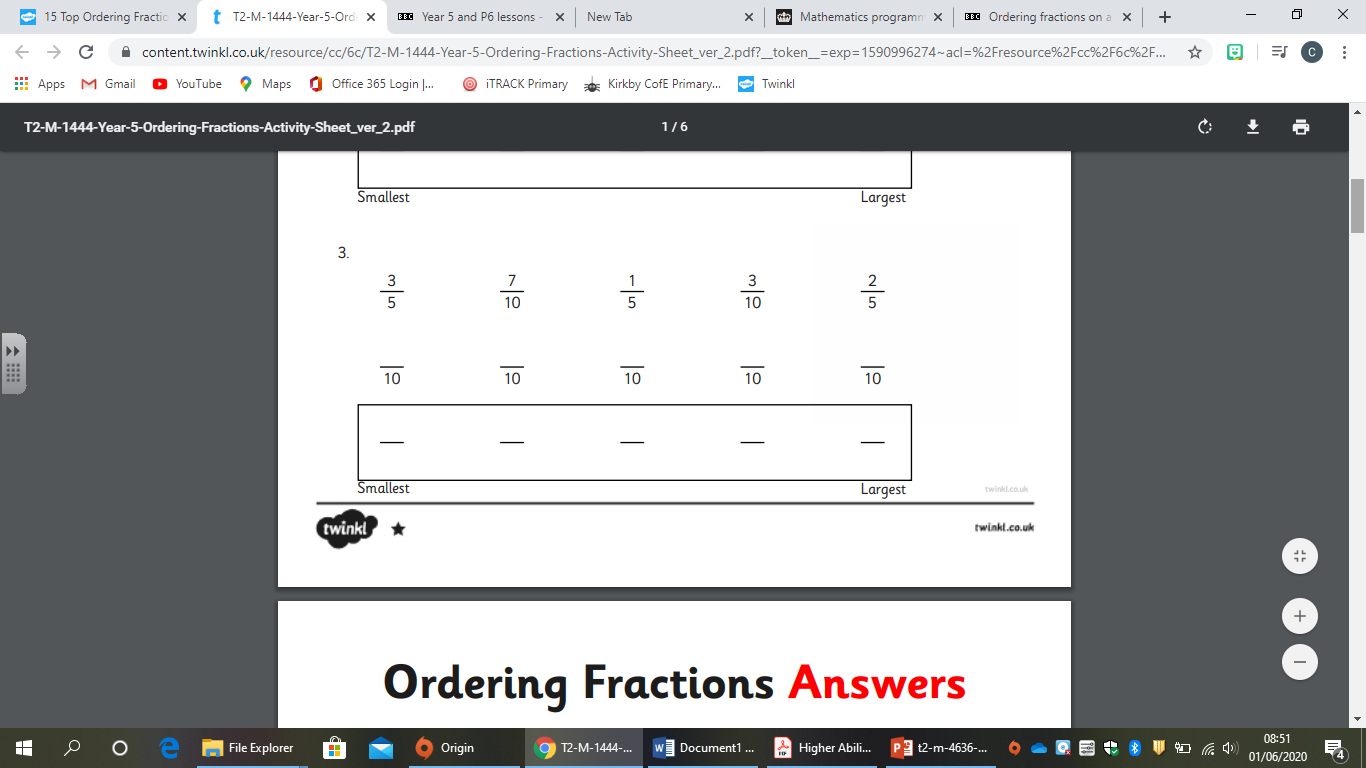 15 Top Ordering Fractio
T2-M-1444-Year-5-Ord
BBC Year 5 and P6 lessons -
New Tab
Mathematics programm
BBC Ordering fractions on a
content.twinkl.co.uk/resource/cc/6c/T2-M-1444-Year-5-Ordering-Fractions-Activity-Sheet_ver_2.pdf?__token__=exp=1590996274~acl=%2Fresource%2Fcc%2F6c%2F...
C
Apps
Gmail
YouTube
Maps
Office 365 Login |...
iTRACK Primary
Kirkby CofE Primary...
Twinkl
T2-M-1444-Year-5-Ordering-Fractions-Activity-Sheet_ver_2.pdf
1 / 6
Smallest Largest
3.
3/5 7/10 1/5 3/10 2/5
10 10 10 10 10
Smallest Largest
twinkl.co.uk
twinkl
twinkl.co.uk
Ordering Fractions Answers
File Explorer
Origin
T2-M-1444-...
Document1 ...
Higher Abili...
t2-m-4636-...
08:51
01/06/2020
4